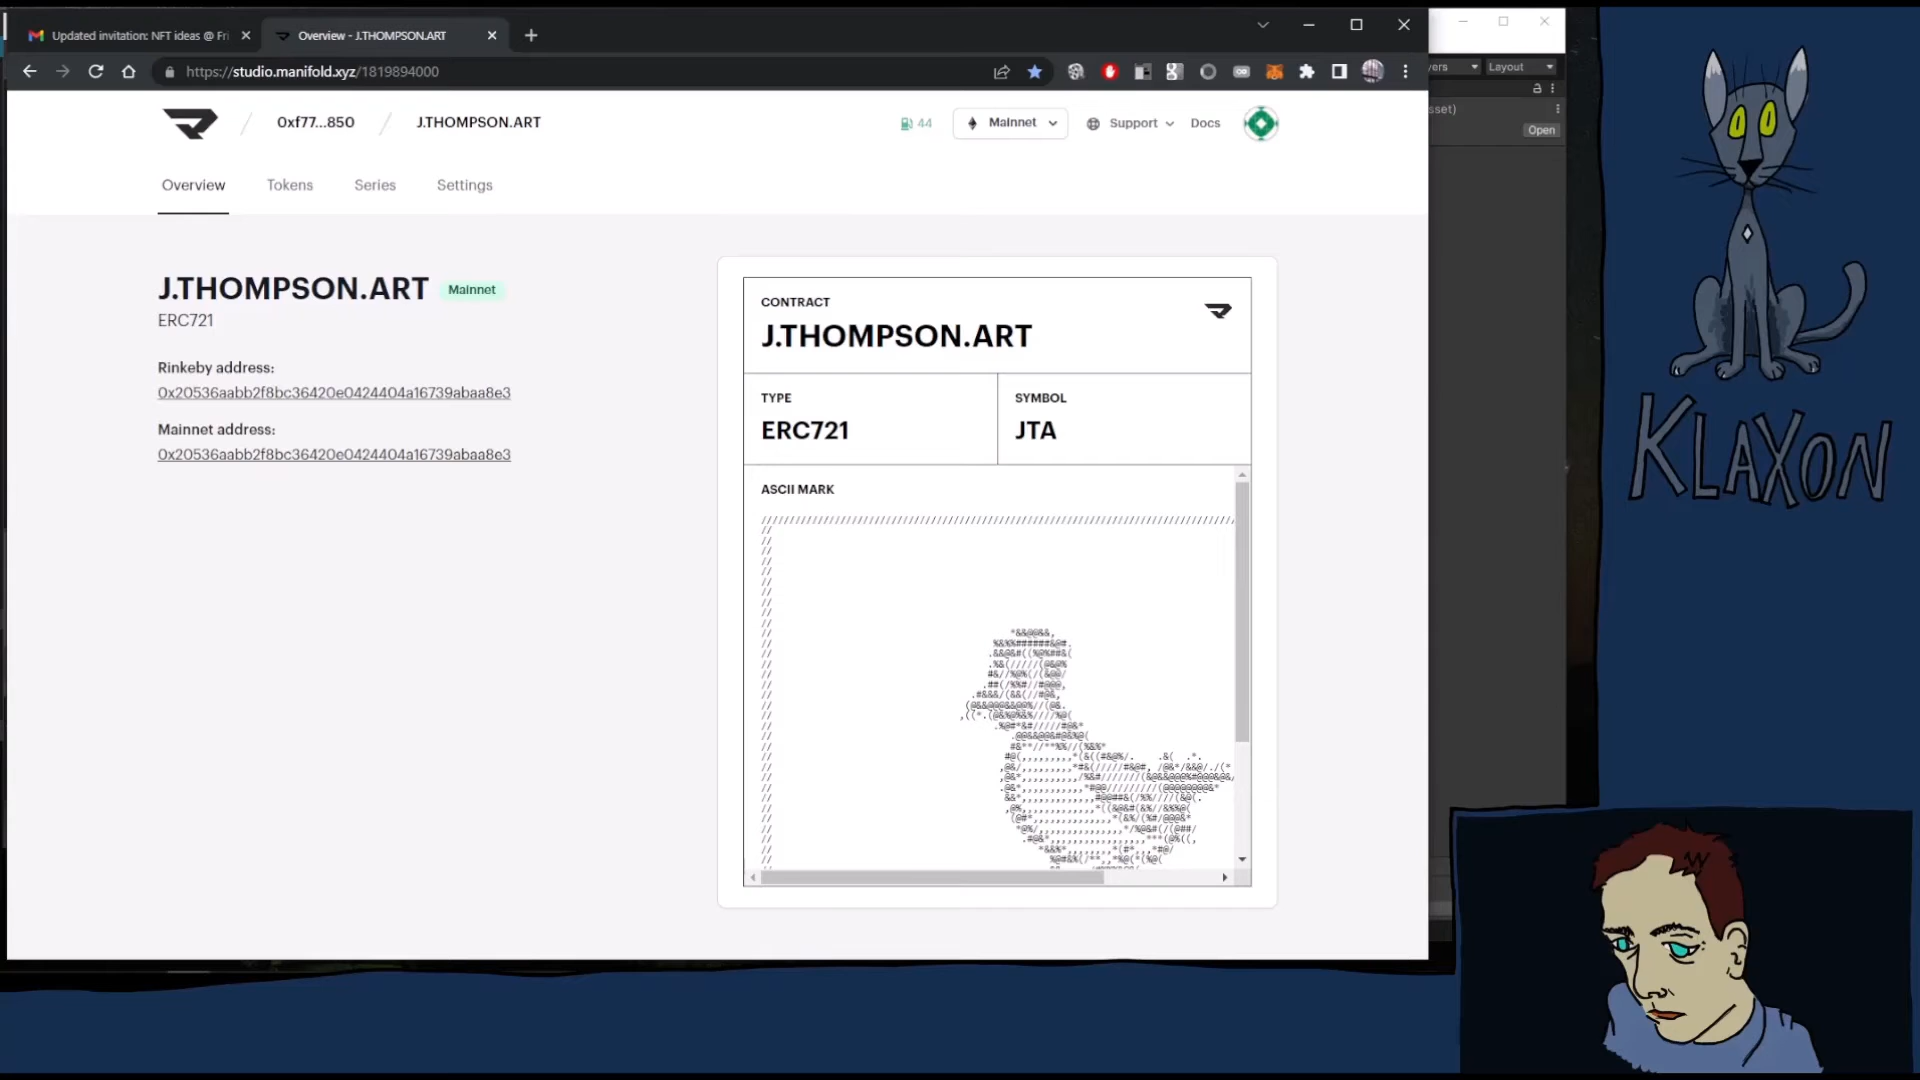 Updated invitation: NFT ideas @ Fri
Overview - J.THOMPSON.ART
https://studio.manifold.xyz/1819894000
Layout
0xf77...850
J.THOMPSON.ART
44
Mainnet
Support
Docs
Open
Overview
Tokens
Series
Settings
J.THOMPSON.ART
Mainnet
ERC721
Rinkeby address:
0x20536aabb2f8bc36420e0424404a16739abaa8e3
Mainnet address:
0x20536aabb2f8bc36420e0424404a16739abaa8e3
CONTRACT
J.THOMPSON.ART
TYPE
ERC721
SYMBOL
JTA
ASCII MARK
KLAXON